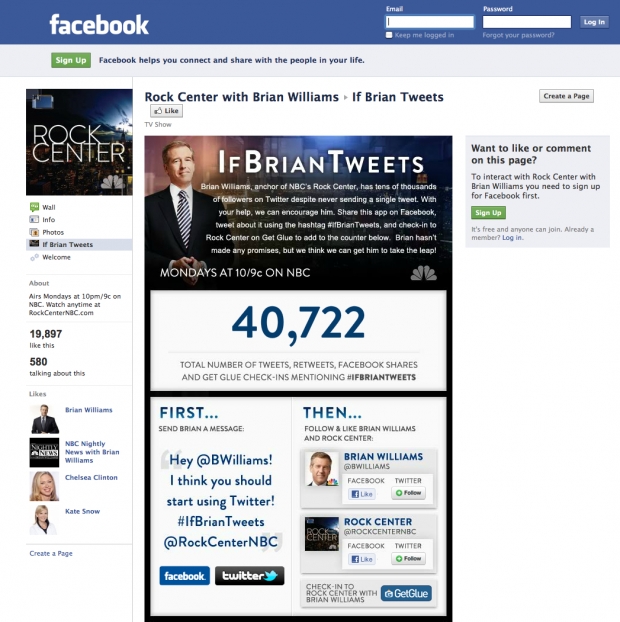 facebook
Email
Password
Log In
Keep me logged in
Forgot your password?
Sign Up
Facebook helps you connect and share with the people in your life.
ROCK
CENTER
Wall
Info
Photos
If Brian Tweets
Welcome
About
Airs Mondays at 10pm/9c on
NBC. Watch anytime at
RockCenterNBC.com
19,897
like this
580
talking about this
Likes
Brian Williams
NBC Nightly
News with Brian
Williams
Chelsea Clinton
Kate Snow
Create a Page
Rock Center with Brian Williams ▸ If Brian Tweets
Like
TV Show
Create a Page
IFBRIANTWEETS
Brian Williams, anchor of NBC's Rock Center, has tens of thousands
of followers on Twitter despite never sending a single tweet. With
your help, we can encourage him. Share this app on Facebook,
tweet about it using the hashtag #IfBrianTweets, and check-in to
Rock Center on Get Glue to add to the counter below. Brian hasn't
made any promises, but we think we can get him to take the leap!
MONDAYS AT 10/9c ON NBC
40,722
TOTAL NUMBER OF TWEETS, RETWEETS, FACEBOOK SHARES
AND GET GLUE CHECK-INS MENTIONING #IFBRIANTWEETS
FIRST...
SEND BRIAN A MESSAGE:
"Hey @BWilliams!
I think you should
start using Twitter!
#IfBrianTweets
@RockCenterNBC"
facebook
twitter
THEN...
FOLLOW & LIKE BRIAN WILLIAMS
AND ROCK CENTER:
BRIAN WILLIAMS
@BWILLIAMS
FACEBOOK TWITTER
Like Follow
ROCK CENTER
ROCK CENTER
@ROCKCENTERNBC
FACEBOOK TWITTER
Like Follow
CHECK-IN TO
ROCK CENTER WITH
BRIAN WILLIAMS
GetGlue
Want to like or comment
on this page?
To interact with Rock Center with
Brian Williams you need to sign up
for Facebook first.
Sign Up
It's free and anyone can join. Already a
member? Log in.